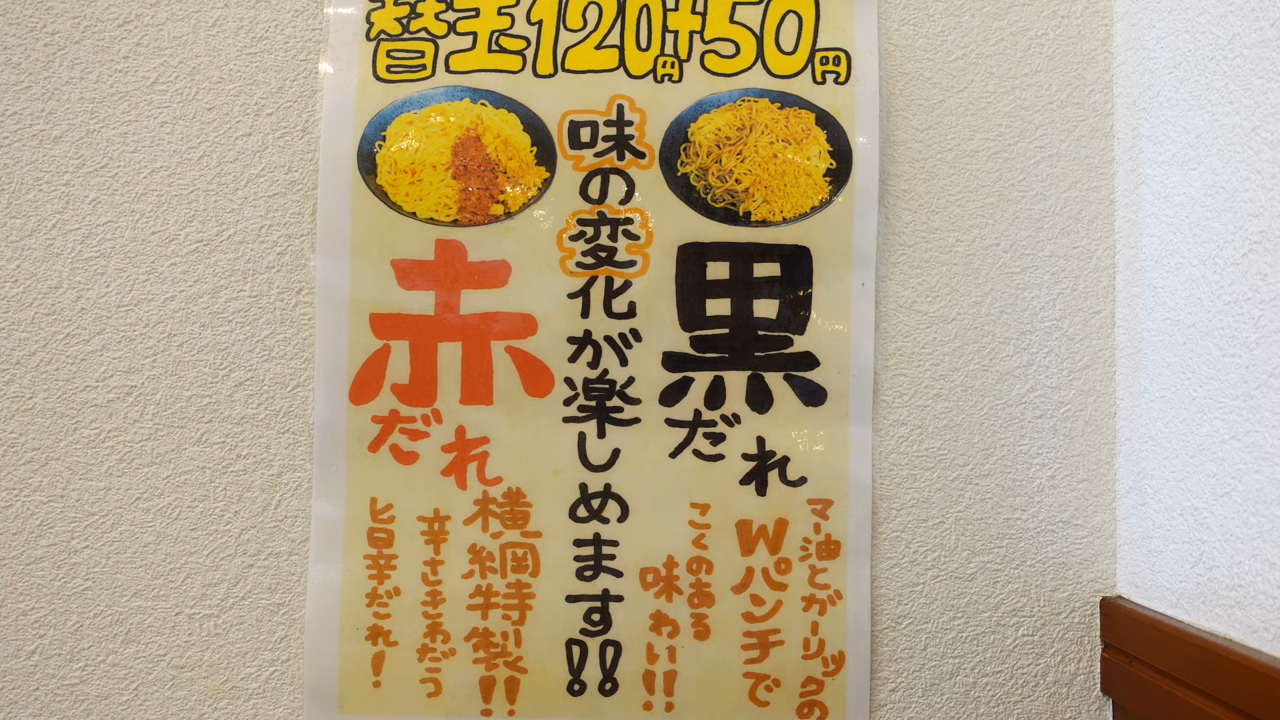 替玉120円+50円
マー油とガーリックの
Wパンチで
こくのある
味わい!!
黒だれ
味の変化が楽しめます!!
赤だれ
横綱特製!!
辛さきわだつ
旨辛だれ!